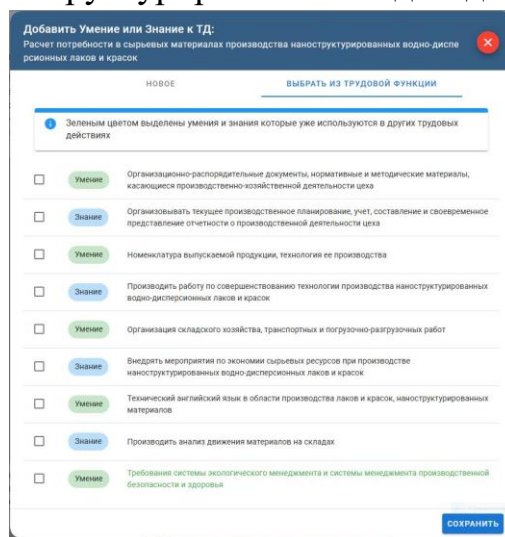 Добавить Умение или Знание к ТД:
Расчет потребности в сырьевых материалах производства наноструктурированных водно-диспе
рсионных лаков и красок
НОВОЕ
ВЫБРАТЬ ИЗ ТРУДОВОЙ ФУНКЦИИ
Зеленым цветом выделены умения и знания которые уже используются в других трудовых
действиях
Умение
Организационно-распорядительные документы, нормативные и методические материалы,
касающиеся производственно-хозяйственной деятельности цеха
Знание
Организовывать текущее производственное планирование, учет, составление и своевременное
представление отчетности о производственной деятельности цеха
Умение
Номенклатура выпускаемой продукции, технология ее производства
Знание
Производить работу по совершенствованию технологии производства наноструктурированных
водно-дисперсионных лаков и красок
Умение
Организация складского хозяйства, транспортных и погрузочно-разгрузочных работ
Знание
Внедрять мероприятия по экономии сырьевых ресурсов при производстве
наноструктурированных водно-дисперсионных лаков и красок
Умение
Технический английский язык в области производства лаков и красок, наноструктурированных
материалов
Знание
Производить анализ движения материалов на складах
Умение
Требования системы экологического менеджмента и системы менеджмента производственной
безопасности и здоровья
СОХРАНИТЬ